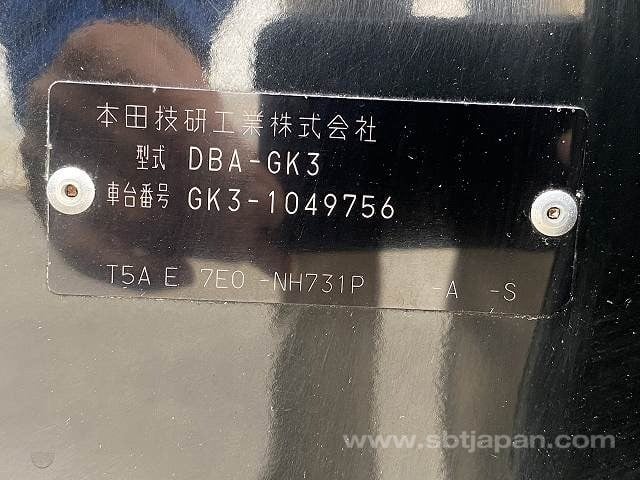 本田技研工業株式会社
型式 DBA-GK3
車台番号 GK3-1049756
T5A E 7E0 -NH731P -A -S
www.sbtjapan.com